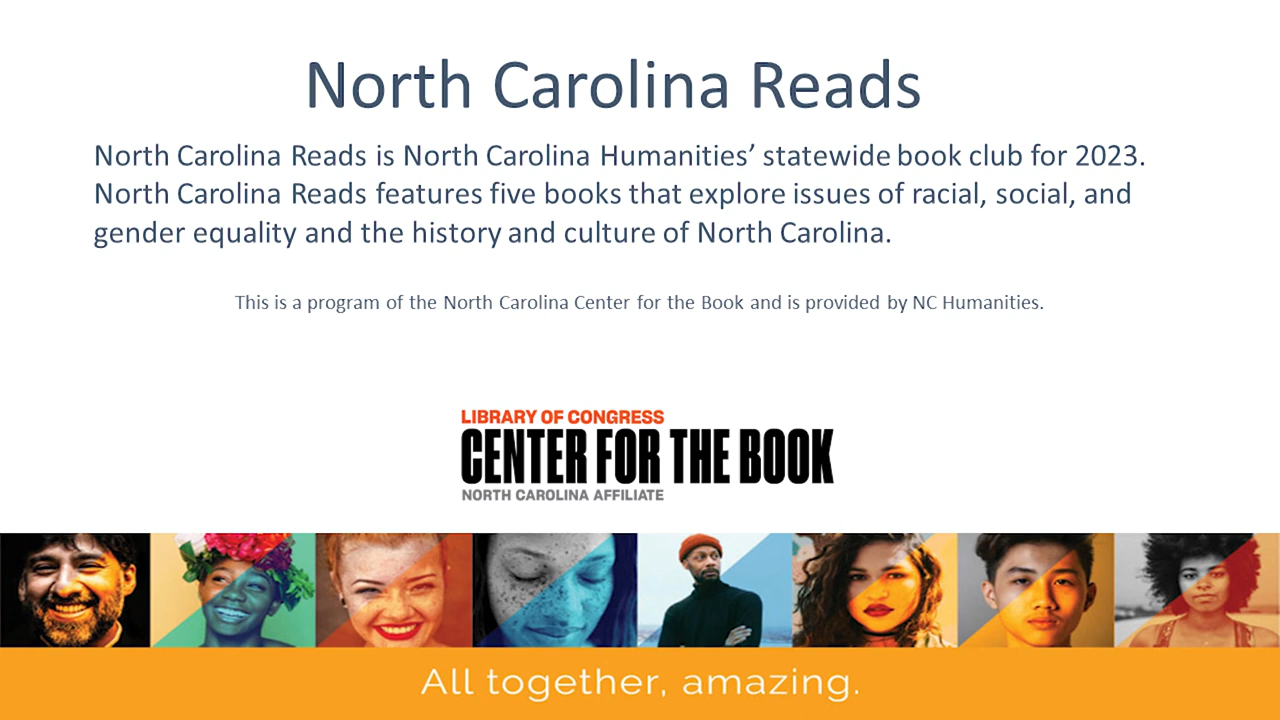 North Carolina Reads
North Carolina Reads is North Carolina Humanities’ statewide book club for 2023.
North Carolina Reads features five books that explore issues of racial, social, and
gender equality and the history and culture of North Carolina.
This is a program of the North Carolina Center for the Book and is provided by NC Humanities.
LIBRARY OF CONGRESS
CENTER FOR THE BOOK
NORTH CAROLINA AFFILIATE
All together, amazing.